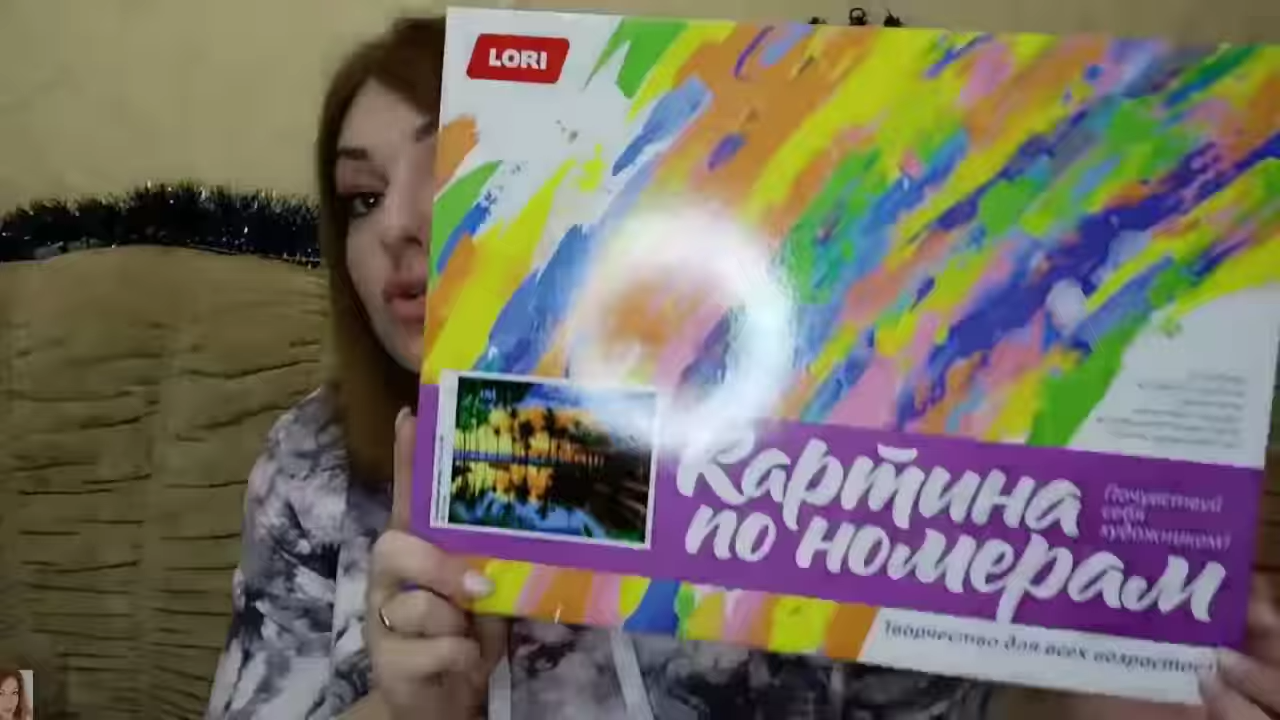 LORI
Картина
по номерам
Почувствуй
себя
художником!
Творчество для всех возрастов!